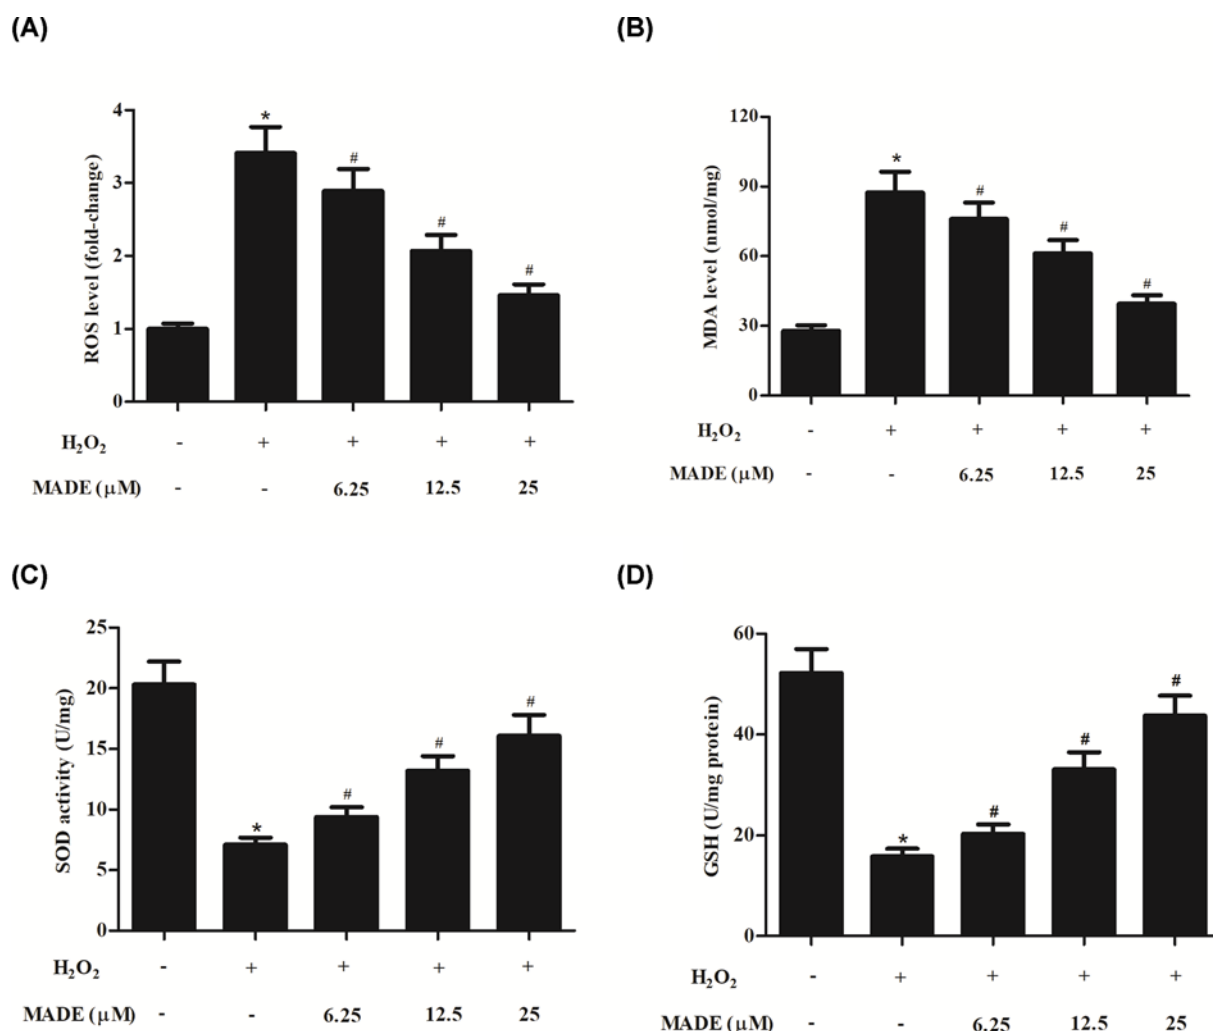 (A)
ROS level (fold-change)
4
3
2
1
0
*
#
#
#
H₂O₂ - + + + +
MADE (μM) - - 6.25 12.5 25
(B)
MDA level (nmol/mg)
120
90
60
30
0
*
#
#
#
H₂O₂ - + + + +
MADE (μM) - - 6.25 12.5 25
(C)
SOD activity (U/mg)
25
20
15
10
5
0
*
#
#
#
H₂O₂ - + + + +
MADE (μM) - - 6.25 12.5 25
(D)
GSH (U/mg protein)
60
40
20
0
*
#
#
#
H₂O₂ - + + + +
MADE (μM) - - 6.25 12.5 25